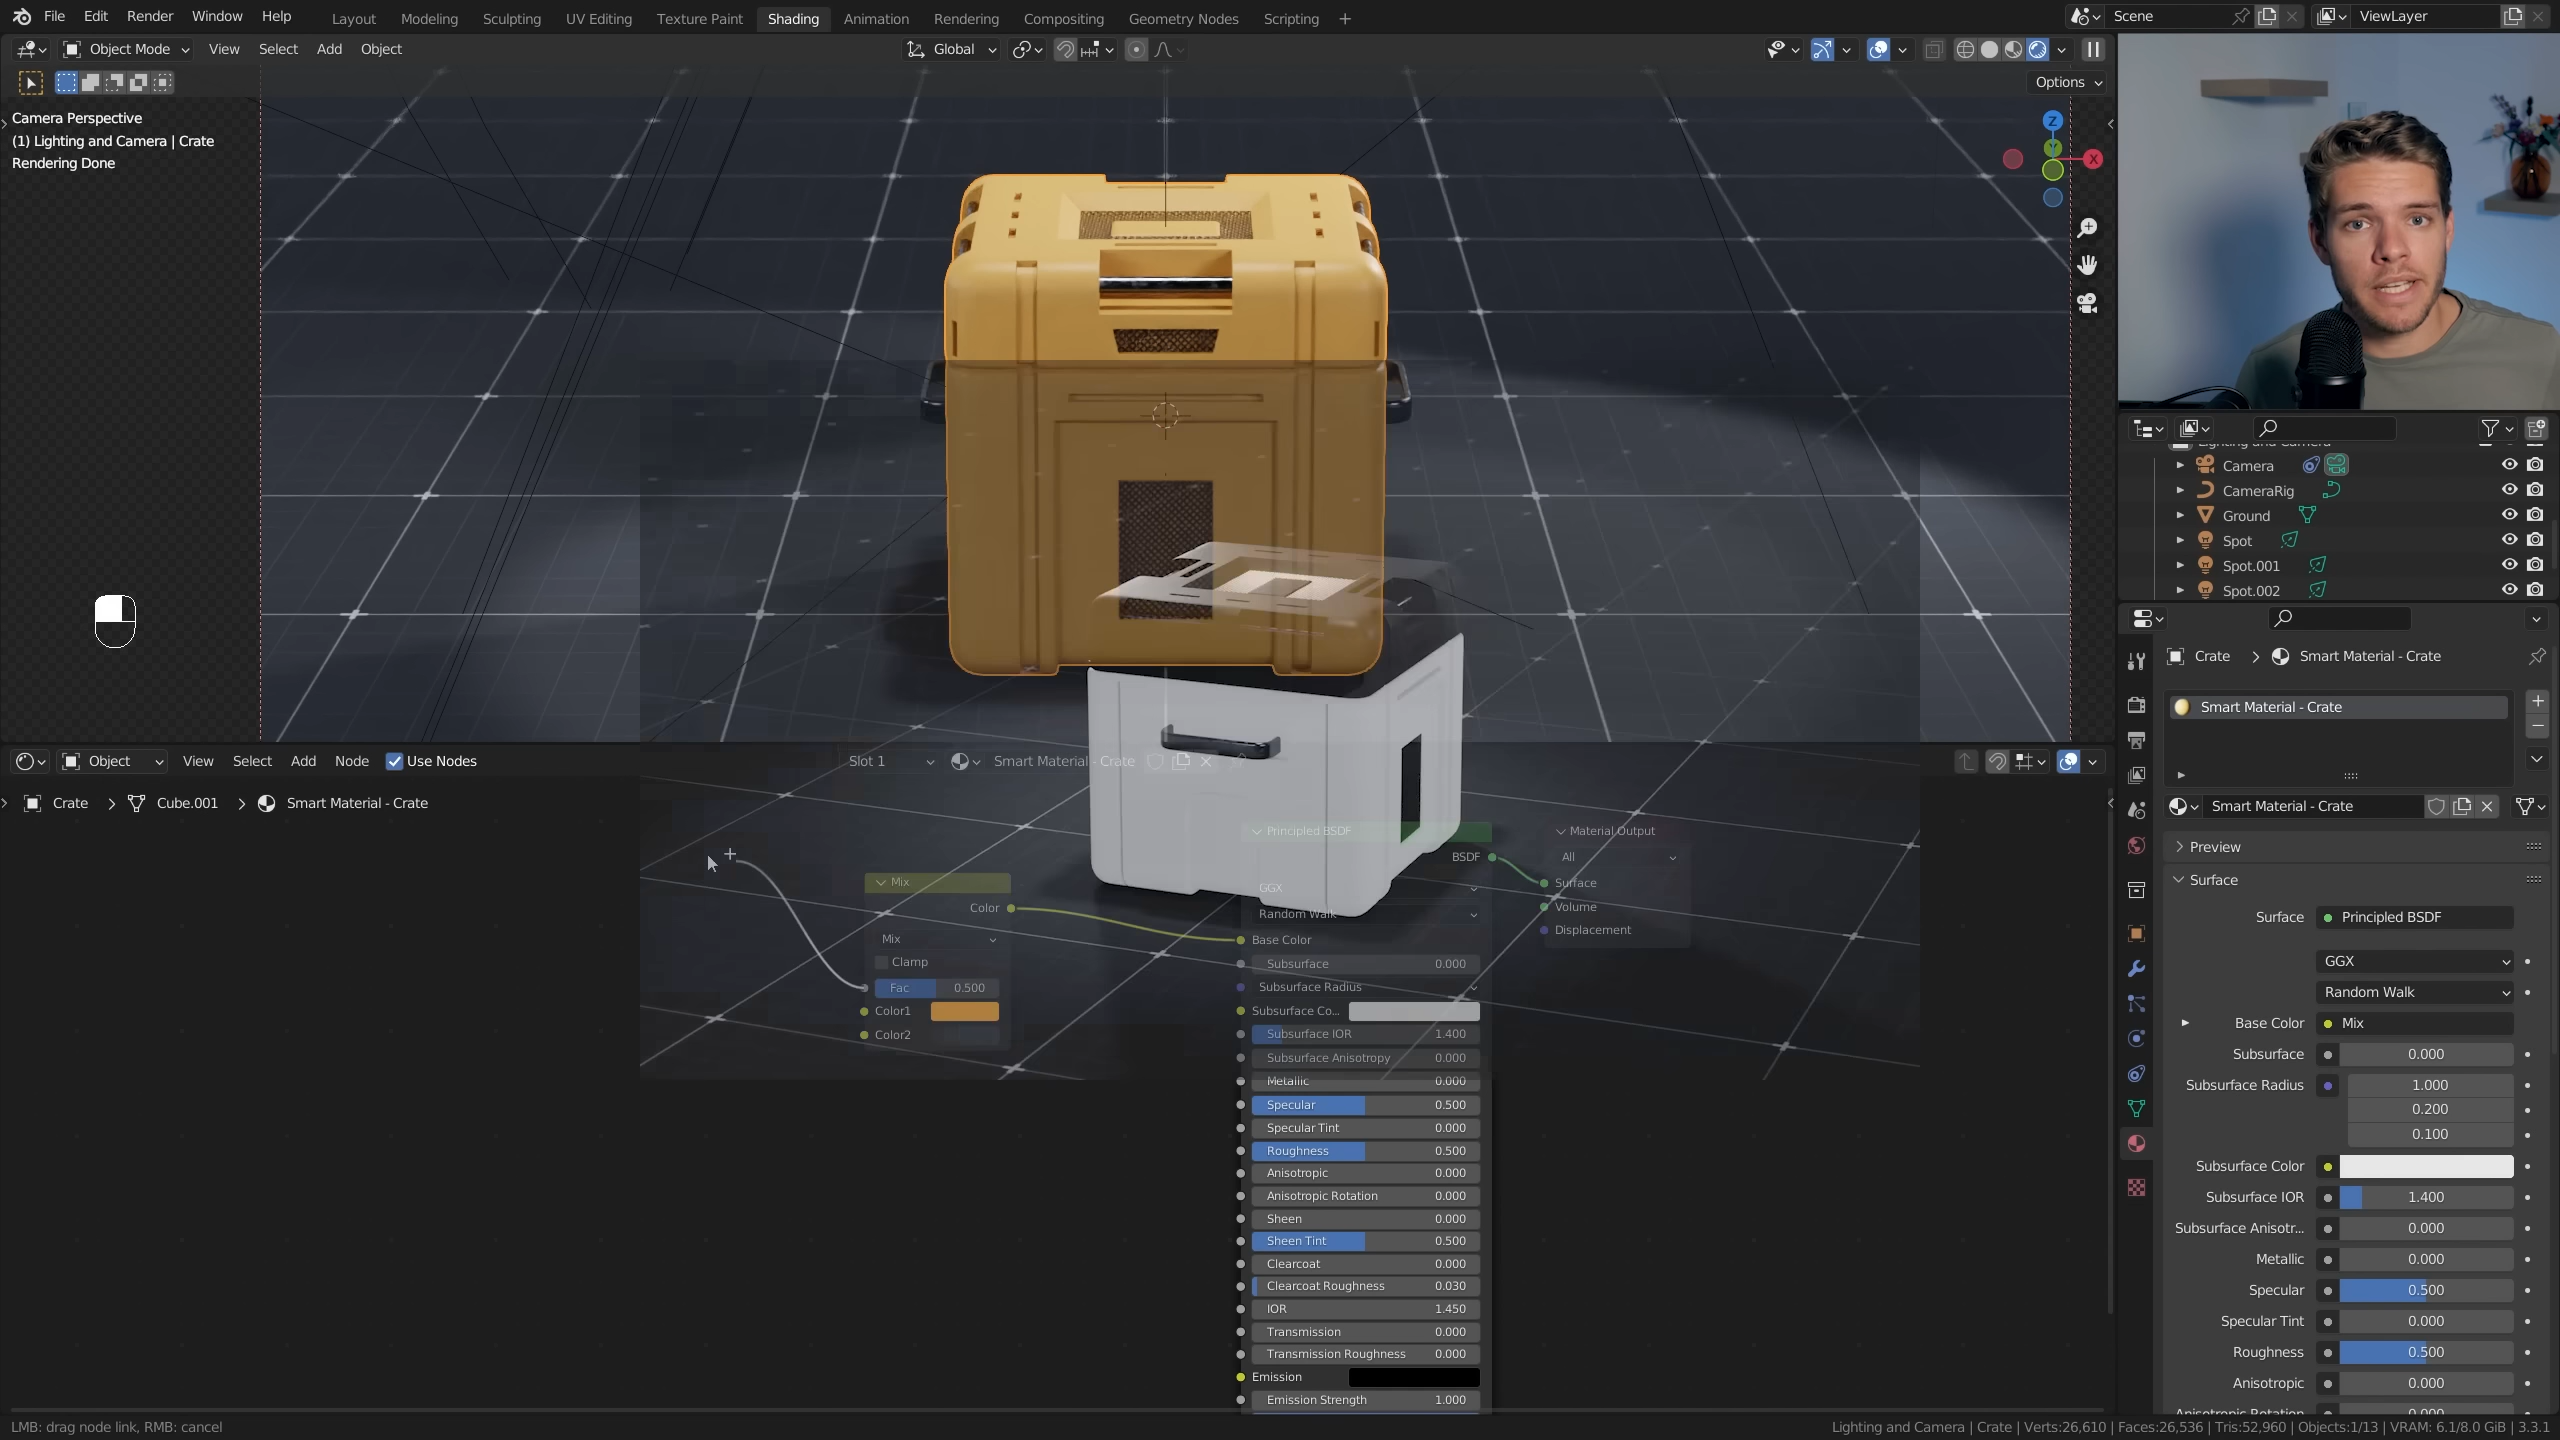 File Edit Render Window Help
Layout Modeling Sculpting UV Editing Texture Paint Shading Animation Rendering Compositing Geometry Nodes Scripting +
Scene
ViewLayer
Object Mode View Select Add Object
Global
Options
Camera Perspective
(1) Lighting and Camera | Crate
Rendering Done
Z
Y
X
Lighting and Camera
Camera
CameraRig
Ground
Spot
Spot.001
Spot.002
Crate > Smart Material - Crate
Smart Material - Crate
Smart Material - Crate
Preview
Surface
Surface Principled BSDF
GGX
Random Walk
Base Color Mix
Subsurface 0.000
Subsurface Radius 1.000
0.200
0.100
Subsurface Color
Subsurface IOR 1.400
Subsurface Anisotr... 0.000
Metallic 0.000
Specular 0.500
Specular Tint 0.000
Roughness 0.500
Anisotropic 0.000
Anisotropic Rotation 0.000
Object View Select Add Node Use Nodes
Slot 1
Smart Material - Crate
Crate > Cube.001 > Smart Material - Crate
Mix
Color
Mix
Clamp
Fac 0.500
Color1
Color2
Principled BSDF
BSDF
GGX
Random Walk
Base Color
Subsurface 0.000
Subsurface Radius
Subsurface Co...
Subsurface IOR 1.400
Subsurface Anisotropy 0.000
Metallic 0.000
Specular 0.500
Specular Tint 0.000
Roughness 0.500
Anisotropic 0.000
Anisotropic Rotation 0.000
Sheen 0.000
Sheen Tint 0.500
Clearcoat 0.000
Clearcoat Roughness 0.030
IOR 1.450
Transmission 0.000
Transmission Roughness 0.000
Emission
Emission Strength 1.000
Material Output
All
Surface
Volume
Displacement
LMB: drag node link, RMB: cancel
Lighting and Camera | Crate | Verts:26,610 | Faces:26,536 | Tris:52,960 | Objects:1/13 | VRAM: 6.1/8.0 GiB | 3.3.1